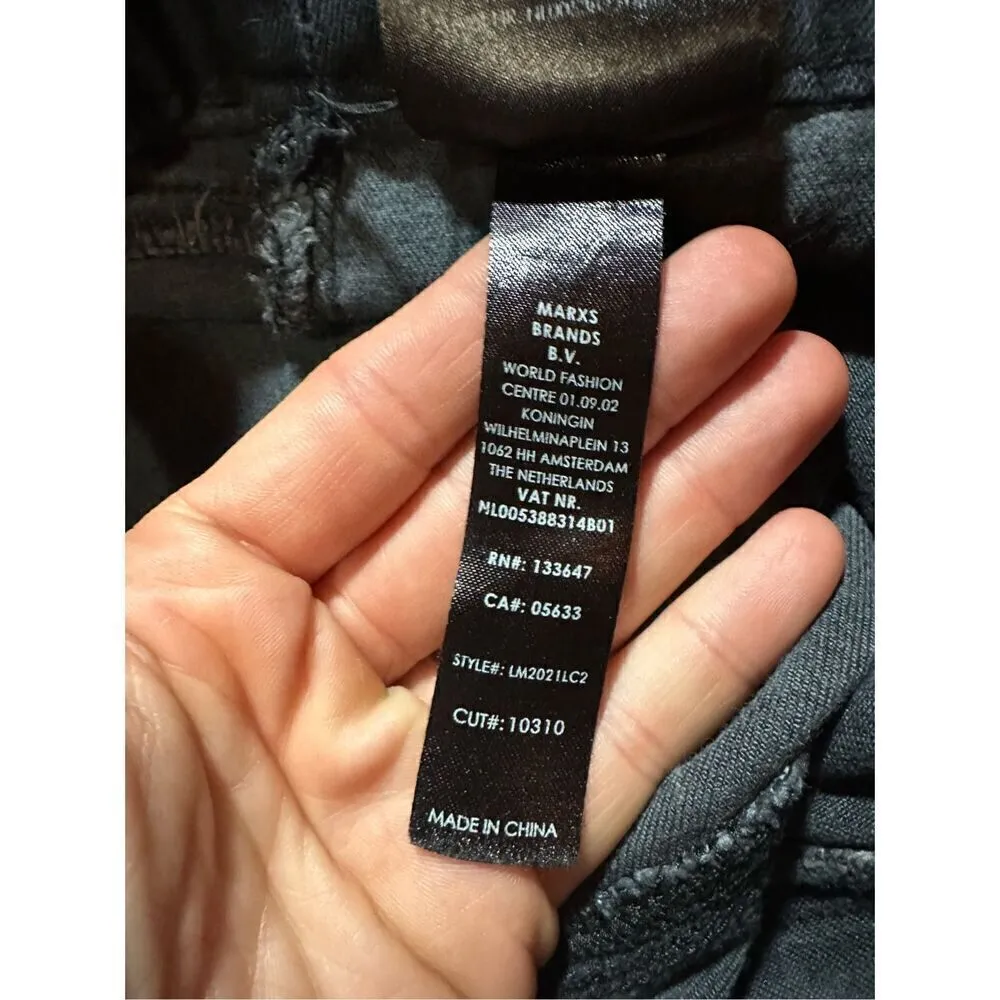 MARXS
BRANDS
B.V.
WORLD FASHION
CENTRE 01.09.02
KONINGIN
WILHELMINAPLEIN 13
1062 HH AMSTERDAM
THE NETHERLANDS
VAT NR.
NL005388314B01
RN#: 133647
CA#: 05633
STYLE#: LM2021LC2
CUT#: 10310
MADE IN CHINA